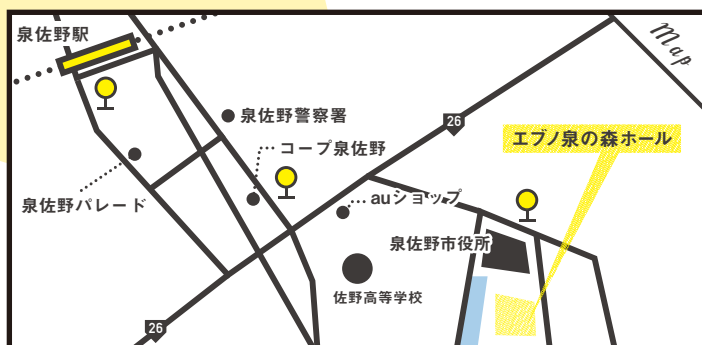 泉佐野駅
Map
泉佐野警察署
26
エブノ泉の森ホール
コープ泉佐野
auショップ
泉佐野パレード
泉佐野市役所
佐野高等学校
26